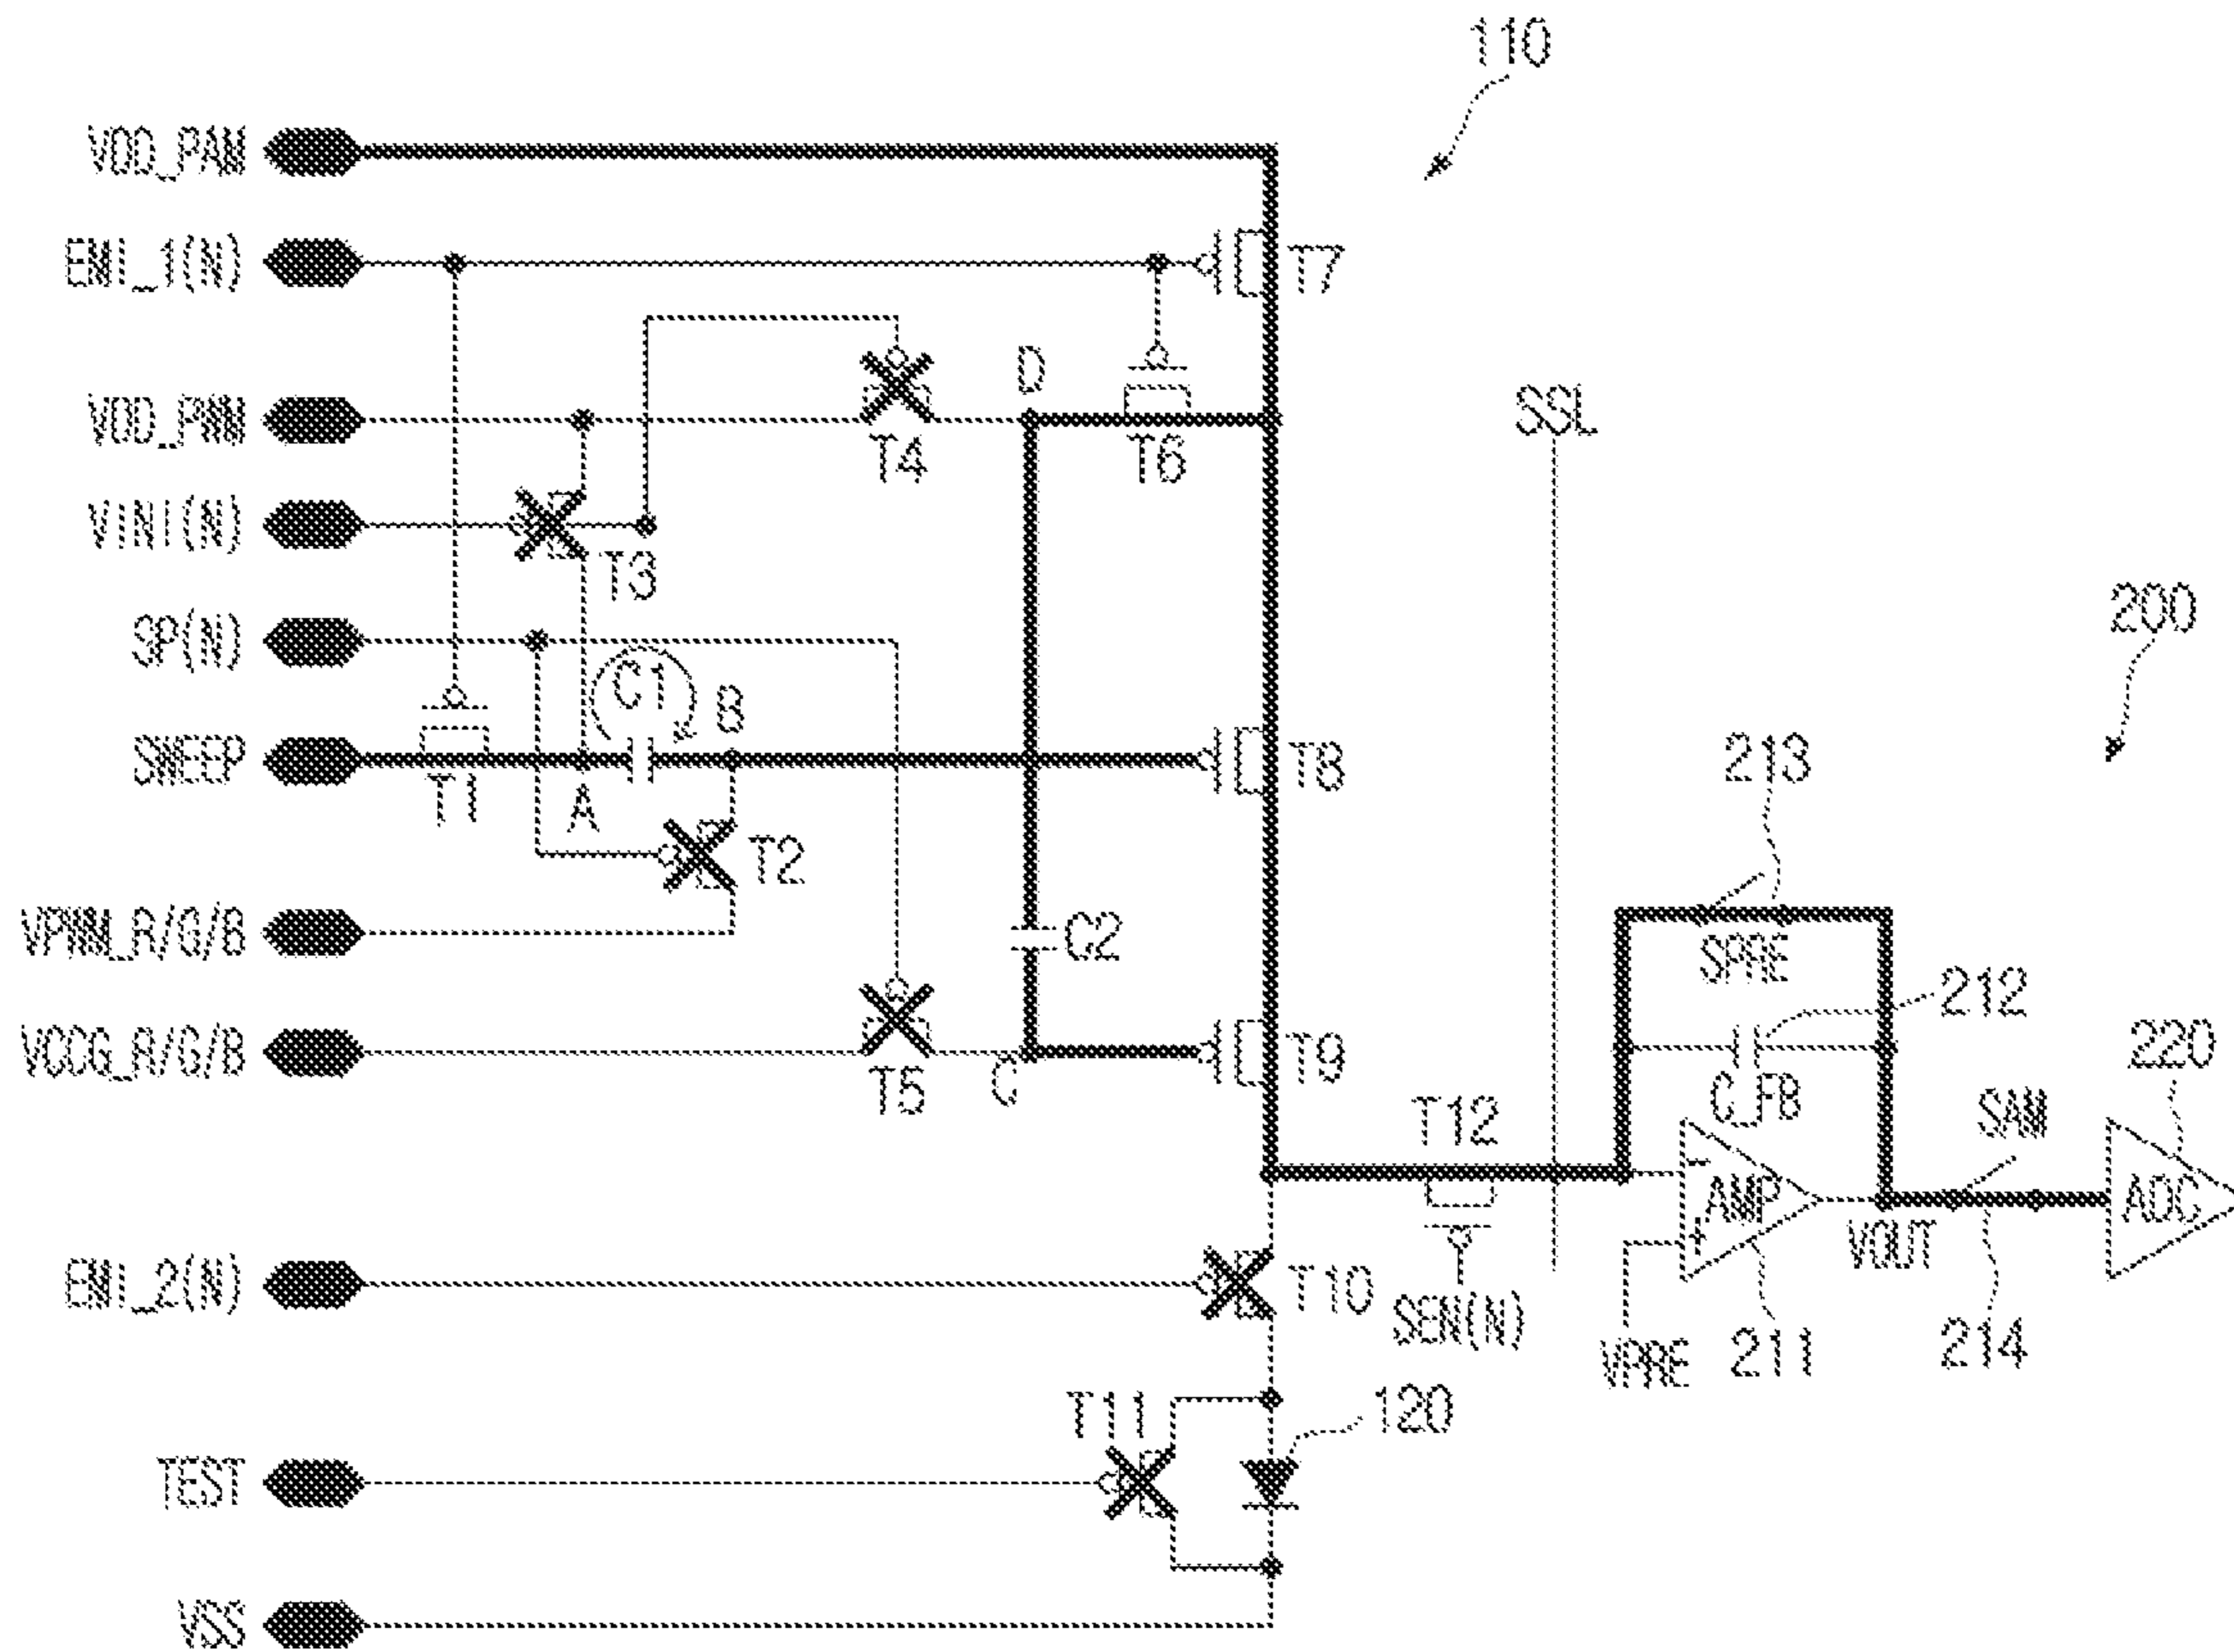 110
VDD_PAM
EMI_1(N)
T7
VDD_PWM
T4
D
T6
SSL
VINI(N)
T3
200
SP(N)
C1
B
SWEEP
T1
A
T8
213
T2
VPWM_R/G/B
C2
SPRE
212
VCCG_R/G/B
T5
C
T9
C_FB
220
T12
SAM
AMP
-
+
ADC
VOUT
EMI_2(N)
T10
SEN(N)
VPRE
211
214
T11
120
TEST
VSS